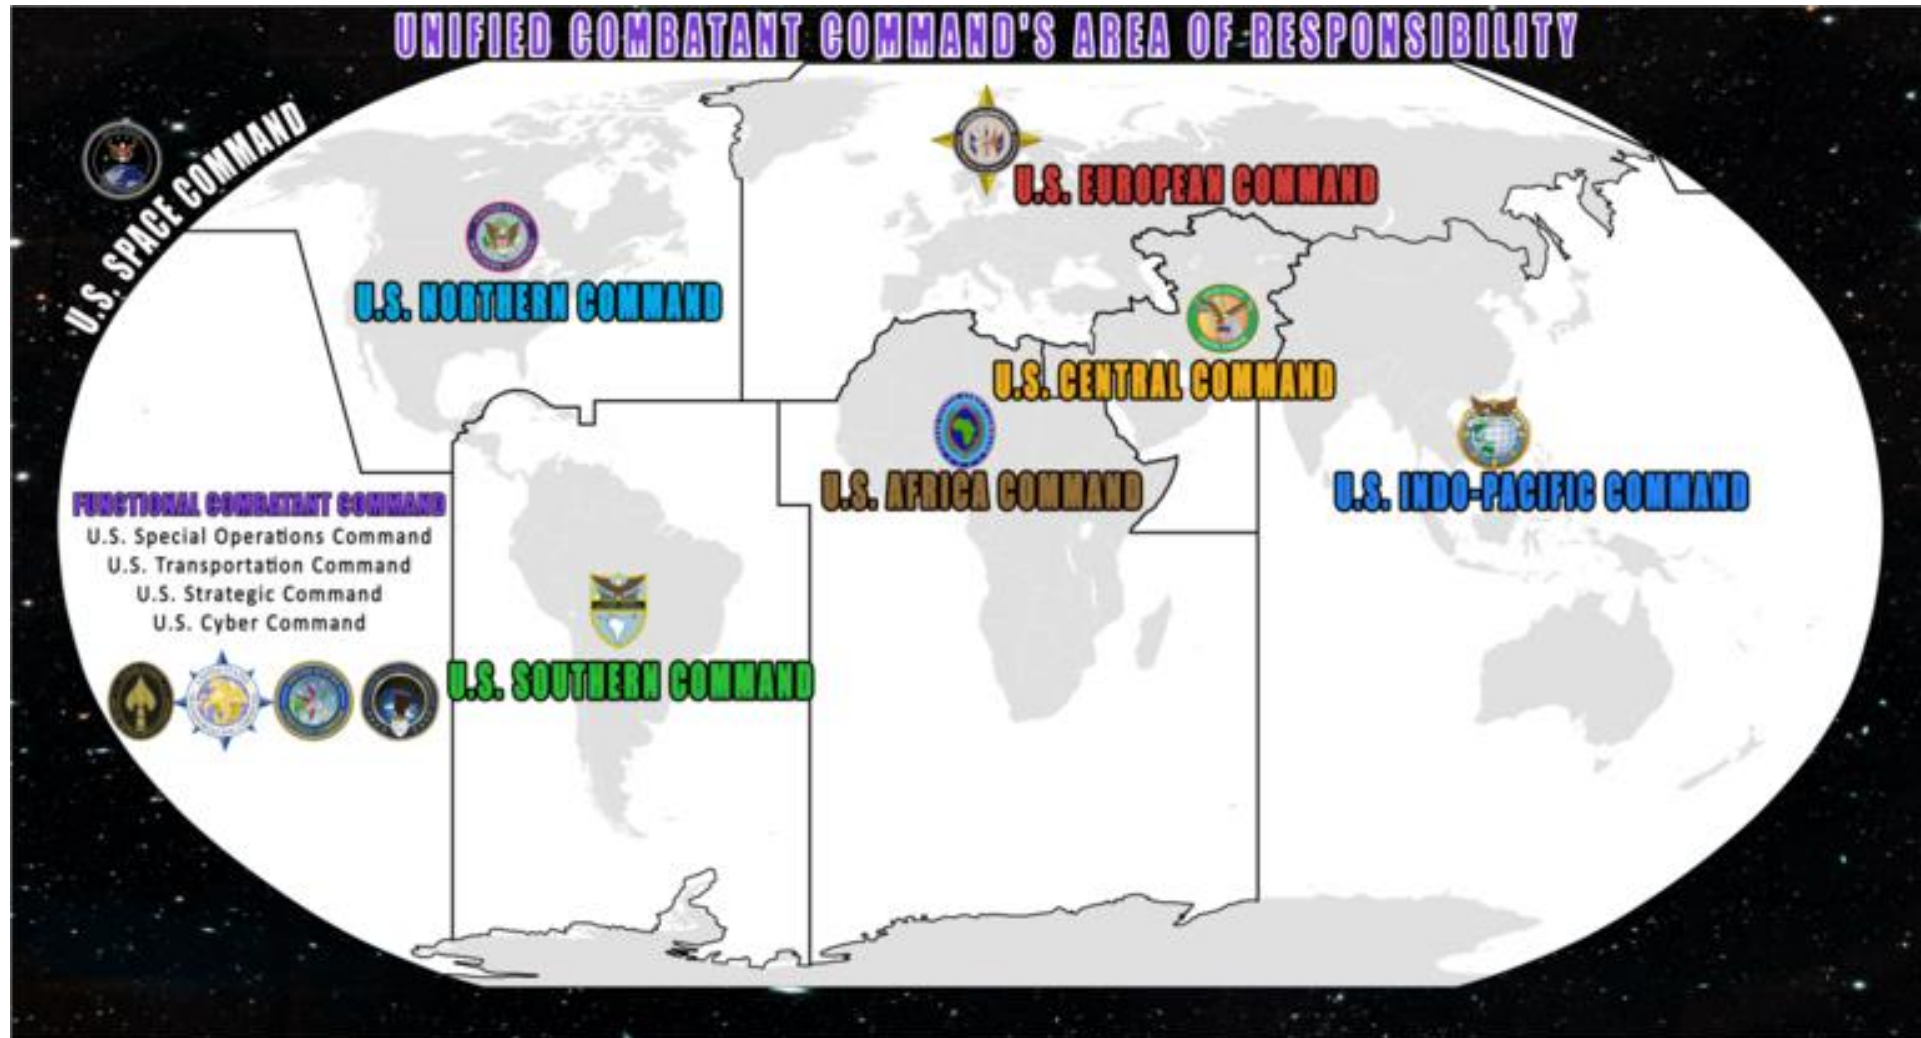 UNIFIED COMBATANT COMMAND'S AREA OF RESPONSIBILITY
U.S. SPACE COMMAND
U.S. EUROPEAN COMMAND
U.S. NORTHERN COMMAND
U.S. CENTRAL COMMAND
U.S. AFRICA COMMAND
U.S. INDO-PACIFIC COMMAND
FUNCTIONAL COMBATANT COMMAND
U.S. Special Operations Command
U.S. Transportation Command
U.S. Strategic Command
U.S. Cyber Command
U.S. SOUTHERN COMMAND